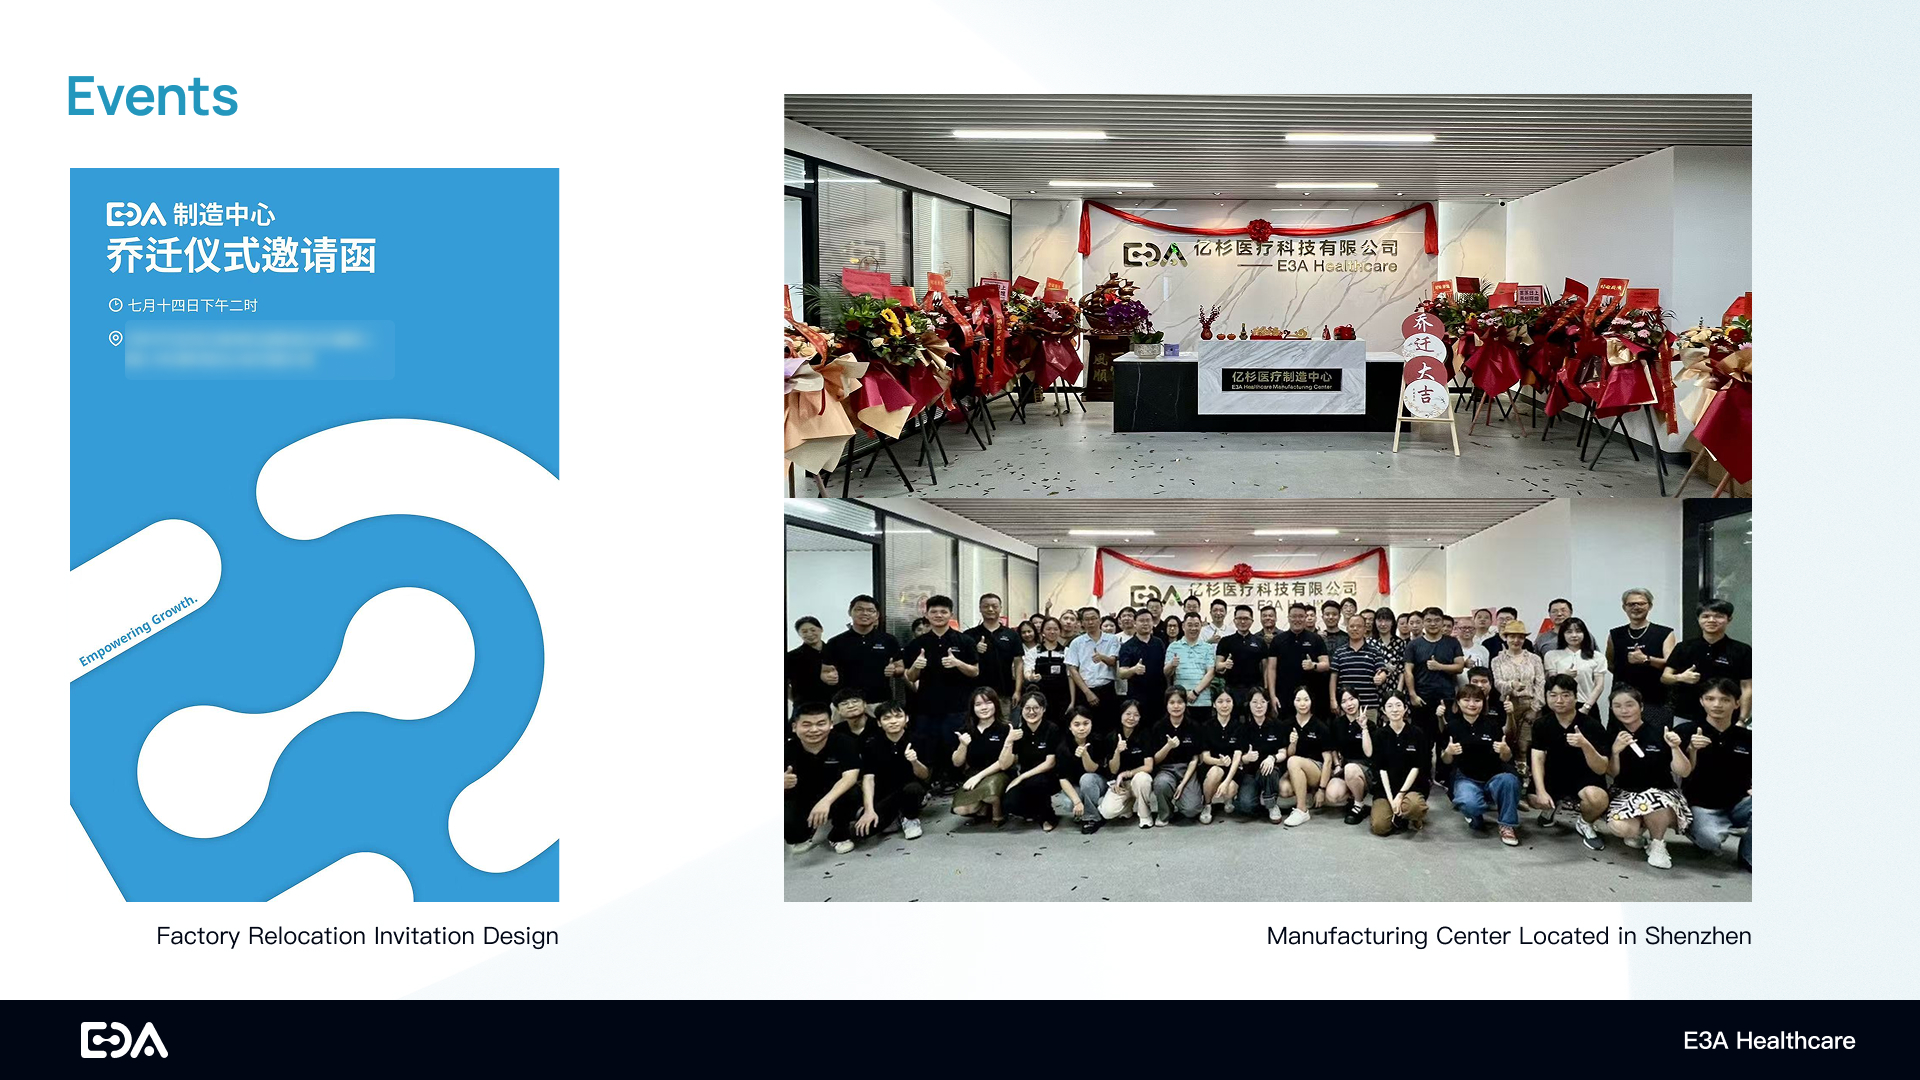 Events
E3A 制造中心
乔迁仪式邀请函
七月十四日下午二时
Empowering Growth.
Factory Relocation Invitation Design
E3A 亿杉医疗科技有限公司
E3A Healthcare
亿杉医疗制造中心
E3A Healthcare Manufacturing Center
乔
迁
大
吉
E3A 亿杉医疗科技有限公司
Manufacturing Center Located in Shenzhen
E3A
E3A Healthcare